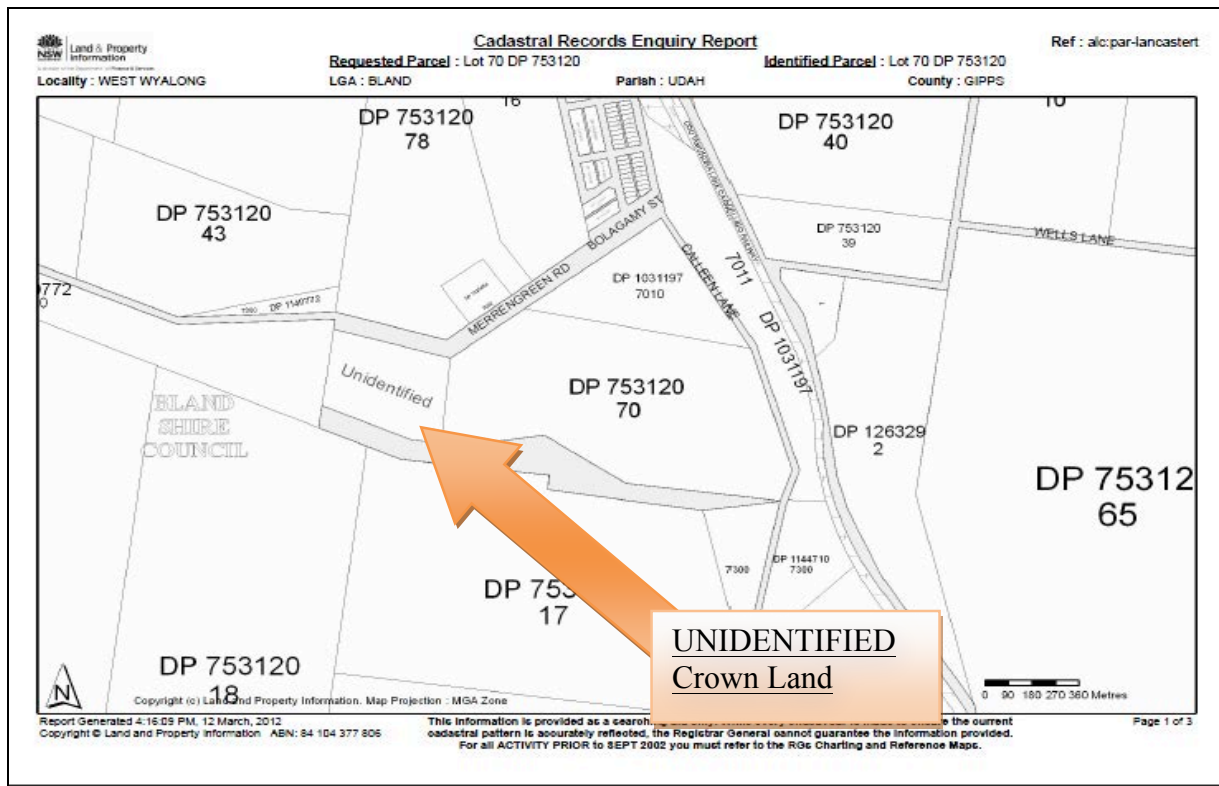 Cadastral Records Enquiry Report
Ref : alc:par-lancastert
NSW
Land & Property
Information
Requested Parcel : Lot 70 DP 753120
Identified Parcel : Lot 70 DP 753120
Locality : WEST WYALONG
LGA : BLAND
Parish : UDAH
County : GIPPS
16
10
DP 753120
78
DP 753120
40
DP 753120
43
DP 753120
39
WELLS LANE
BOLAGAMY ST
MERRENGREEN RD
CALLEEN LANE
7011
DP 1031197
DP 1031197
7010
7300 DP 1140772
0772
0
Unidentified
BLAND
SHIRE
COUNCIL
DP 753120
70
DP 126329
2
DP 75312
65
DP 1144710
7300
7300
DP 753
17
UNIDENTIFIED
Crown Land
DP 753120
18
N
Copyright (c) Land and Property Information. Map Projection : MGA Zone
0 90 180 270 360 Metres
Report Generated 4:16:09 PM, 12 March, 2012
Copyright © Land and Property Information ABN: 84 104 377 806
This information is provided as a searching the current
cadastral pattern is accurately reflected, the Registrar General cannot guarantee the information provided.
For all ACTIVITY PRIOR to SEPT 2002 you must refer to the RGs Charting and Reference Maps.
Page 1 of 3